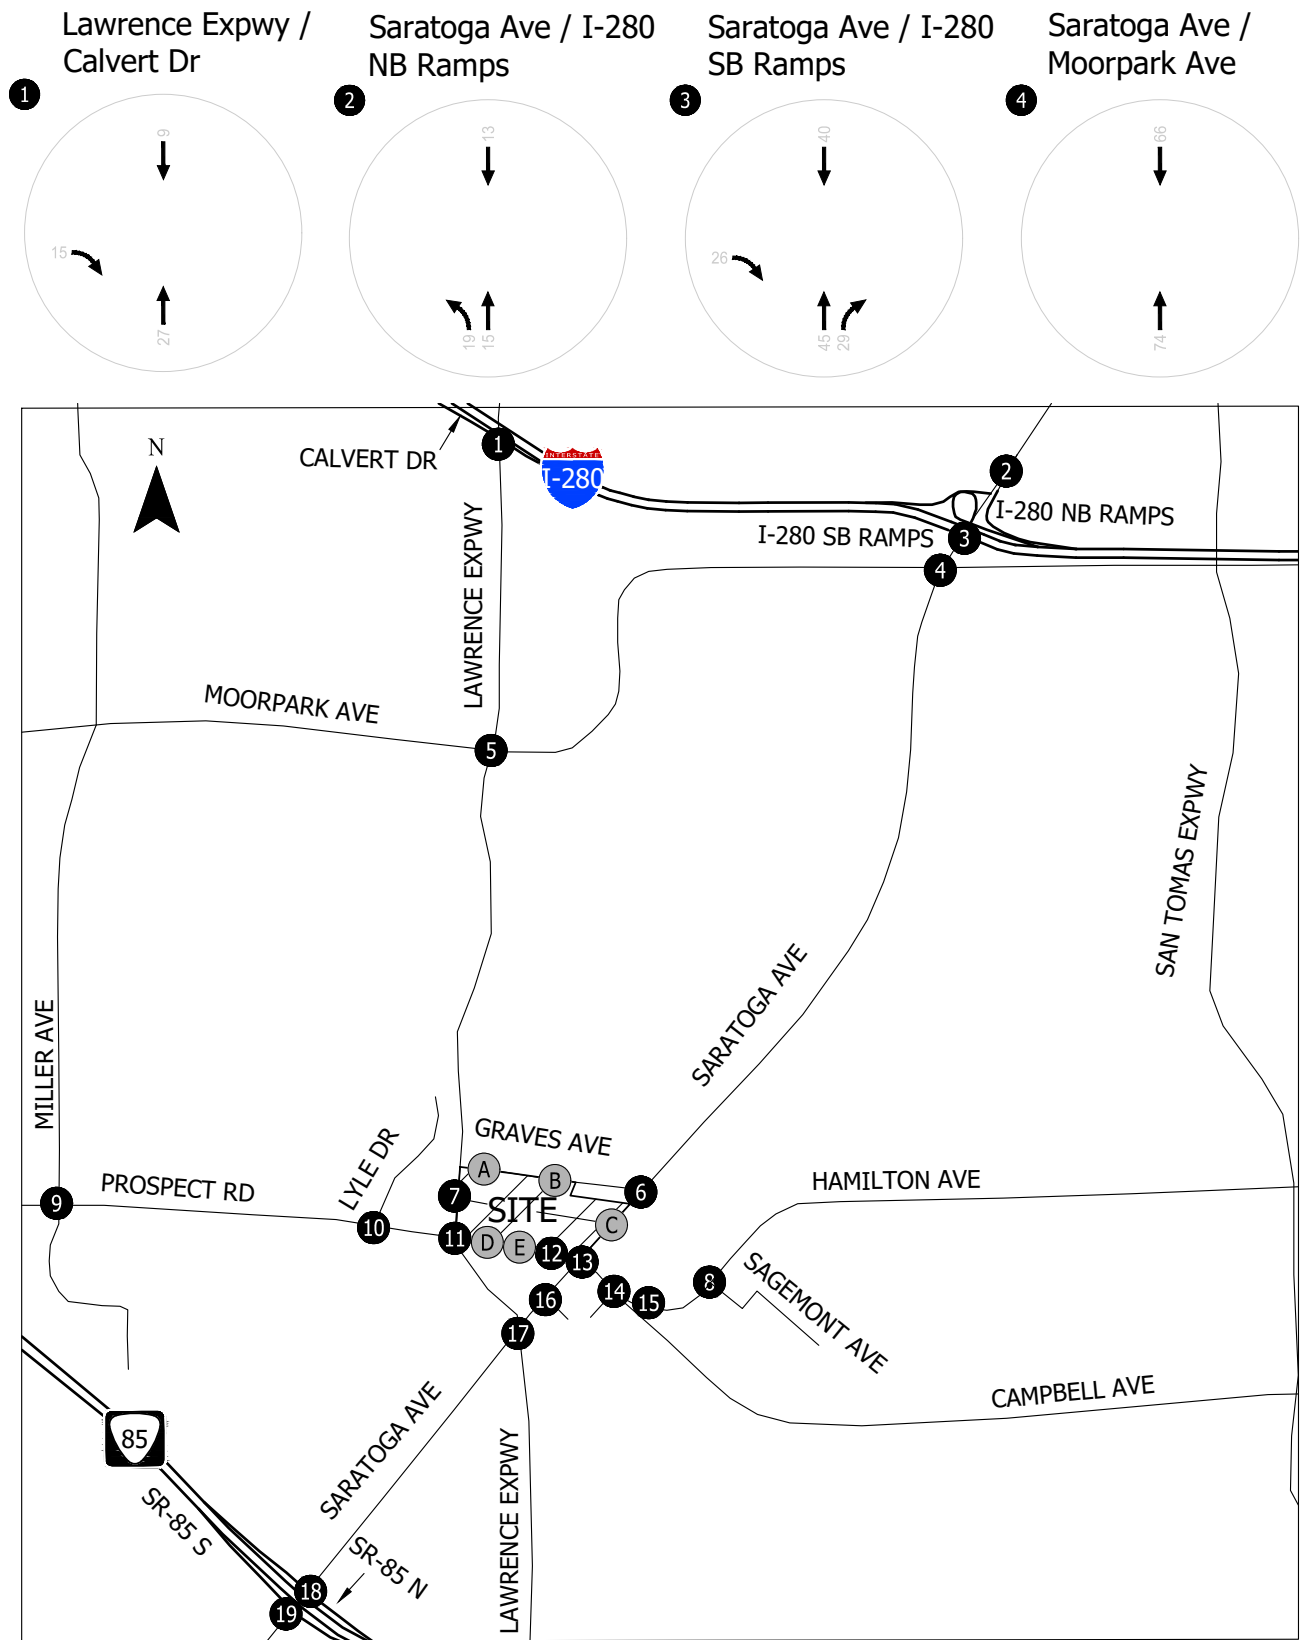 Lawrence Expwy /
Calvert Dr
Saratoga Ave / I-280
NB Ramps
Saratoga Ave / I-280
SB Ramps
Saratoga Ave /
Moorpark Ave
1
2
3
4
9
15
27
13
19
15
40
26
45
29
66
74
N
CALVERT DR
1
INTERSTATE
I-280
2
I-280 NB RAMPS
I-280 SB RAMPS
3
4
LAWRENCE EXPWY
MOORPARK AVE
5
SAN TOMAS EXPWY
SARATOGA AVE
MILLER AVE
GRAVES AVE
LYLE DR
A
B
6
HAMILTON AVE
PROSPECT RD
9
7
SITE
C
10
11
D
E
12
13
8
SAGEMONT AVE
14
15
16
17
CAMPBELL AVE
SARATOGA AVE
85
LAWRENCE EXPWY
SR-85 S
SR-85 N
18
19